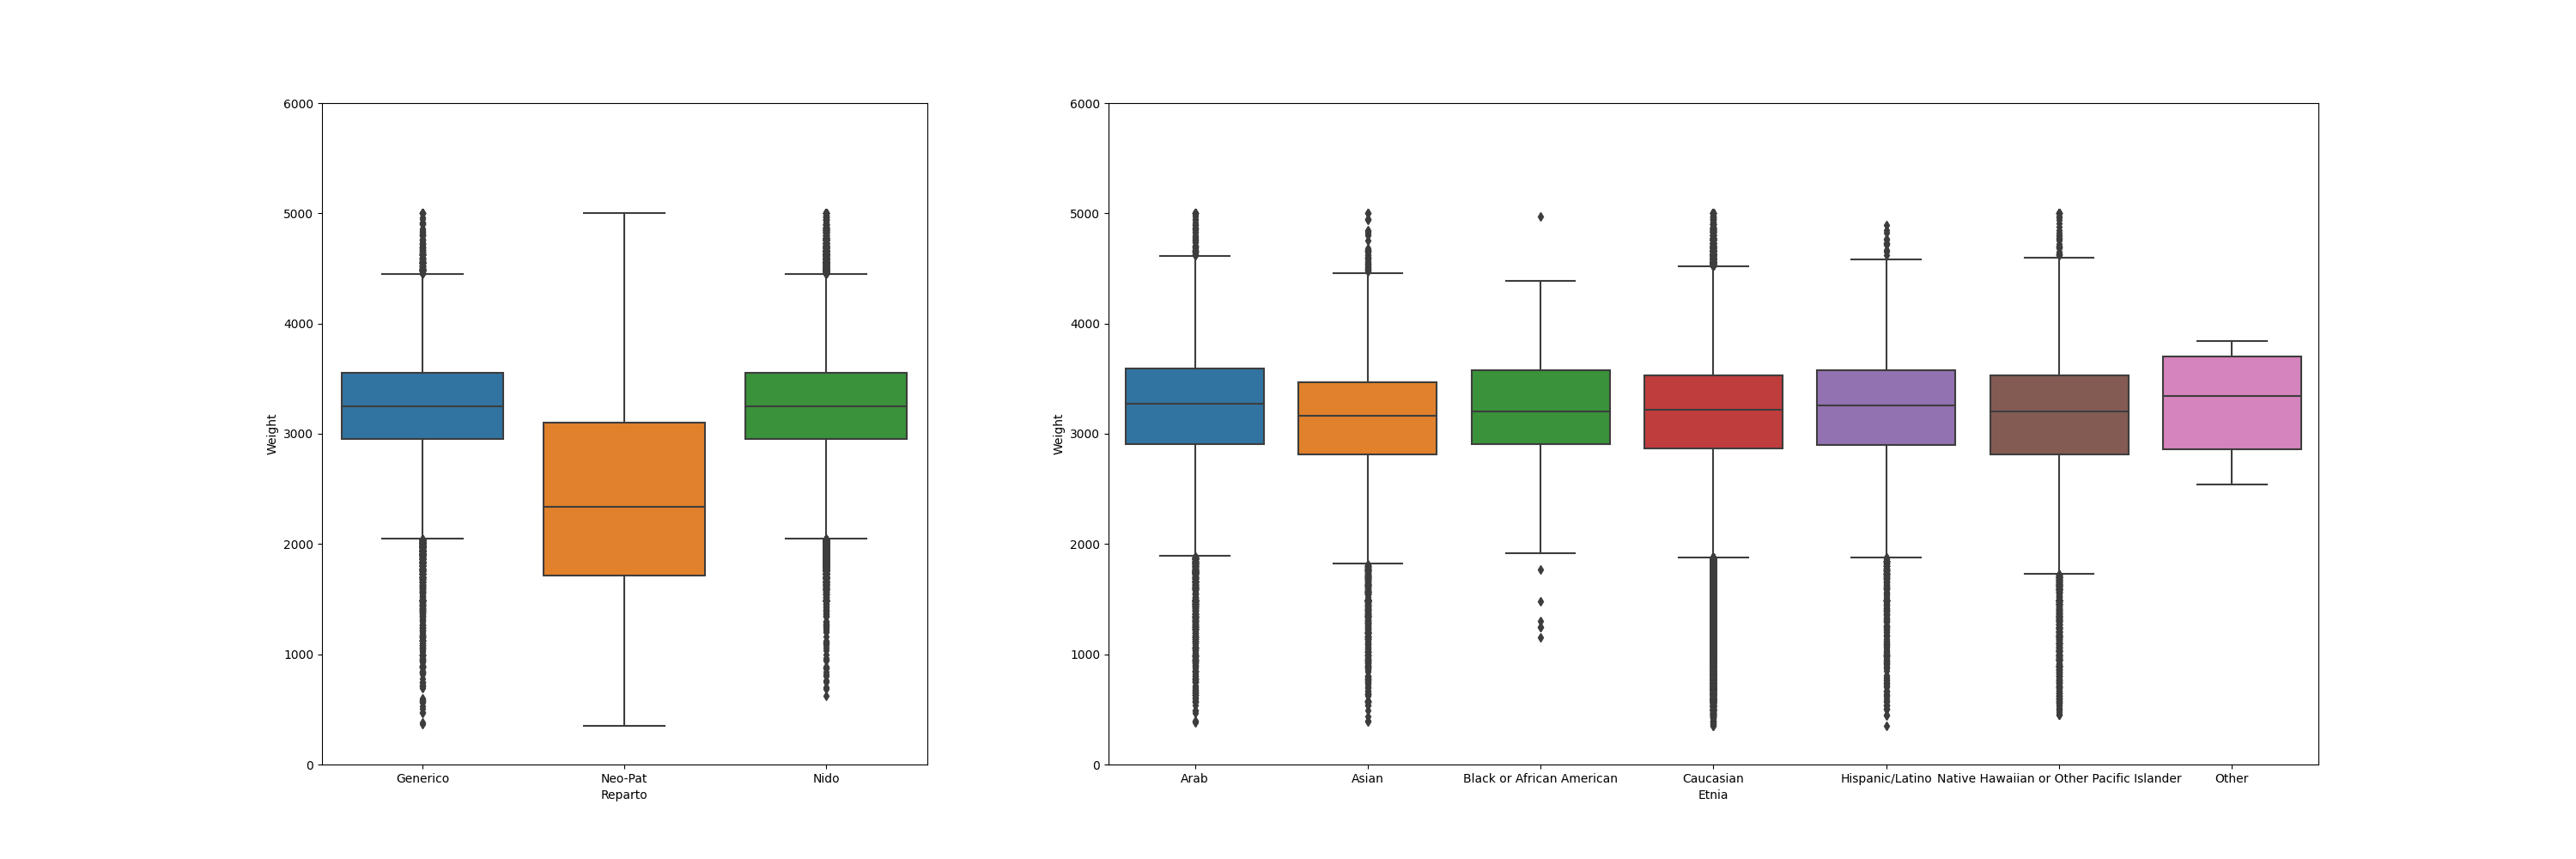 6000
5000
4000
3000
2000
1000
0
Weight
Generico Neo-Pat Nido
Reparto
6000
5000
4000
3000
2000
1000
0
Weight
Arab Asian Black or African American Caucasian Hispanic/Latino Native Hawaiian or Other Pacific Islander Other
Etnia